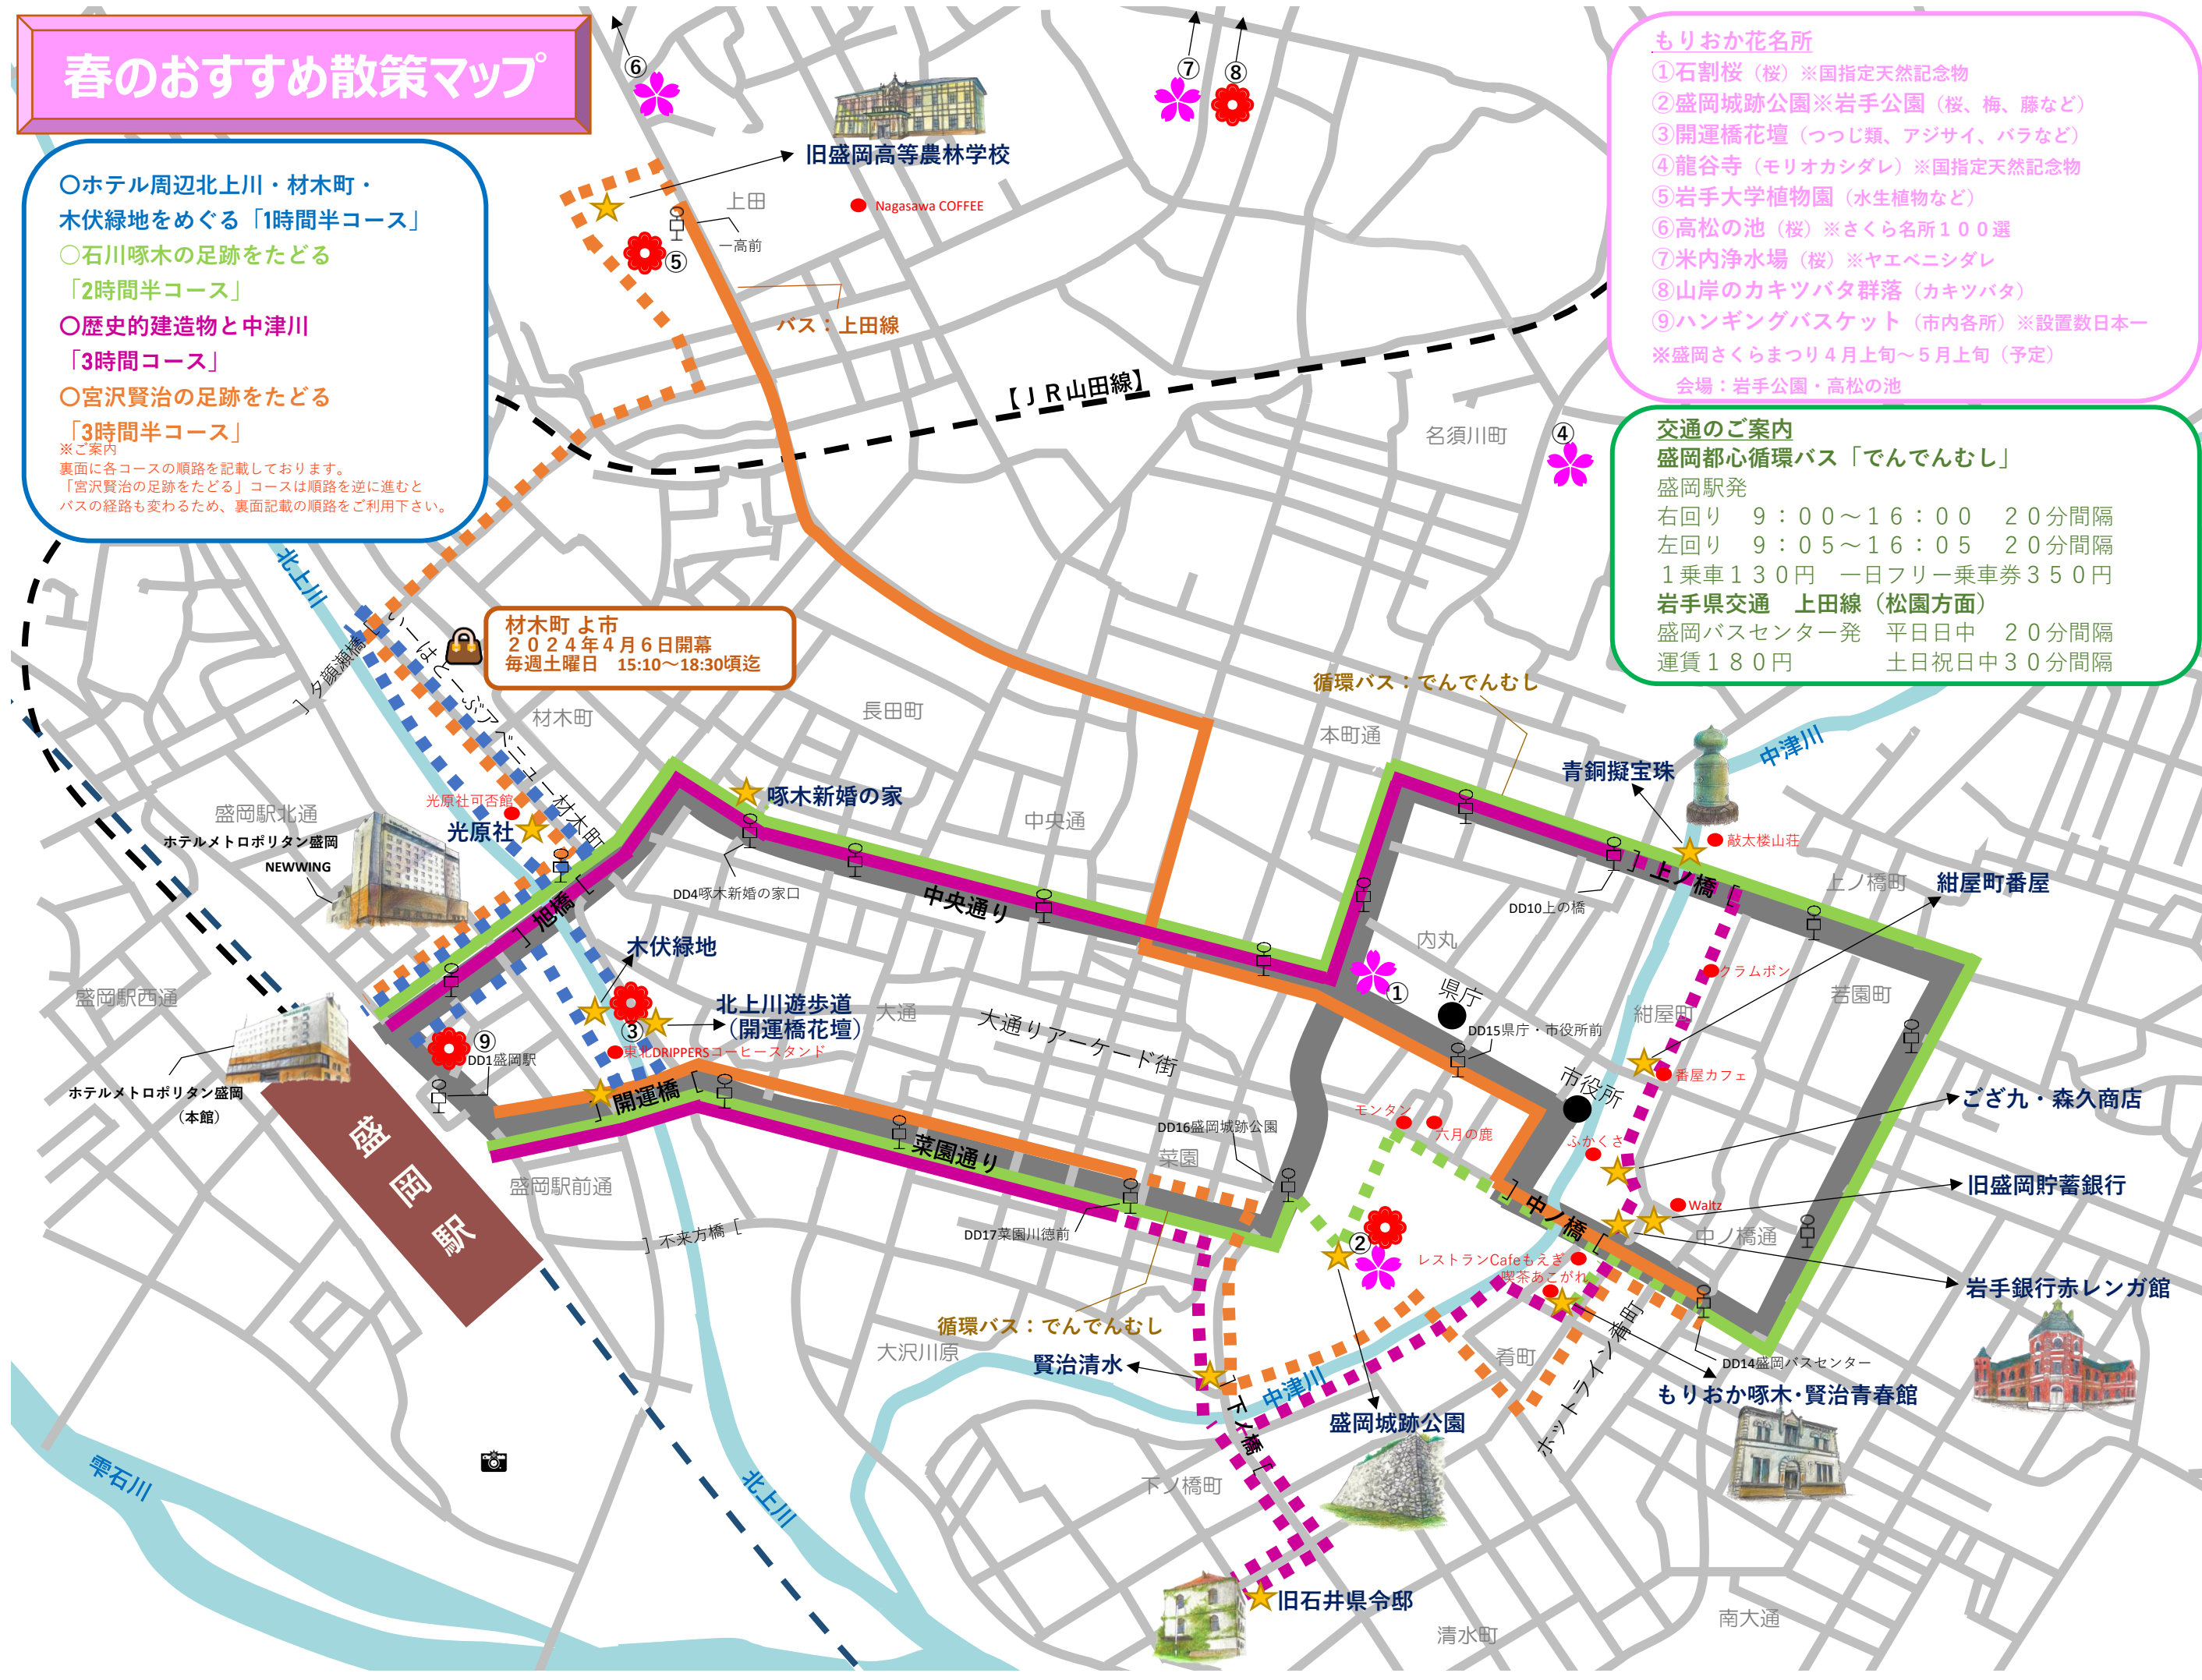 春のおすすめ散策マップ
〇ホテル周辺北上川・材木町・
木伏緑地をめぐる「1時間半コース」
〇石川啄木の足跡をたどる
「2時間半コース」
〇歴史的建造物と中津川
「3時間コース」
〇宮沢賢治の足跡をたどる
「3時間半コース」
※ご案内
裏面に各コースの順路を記載しております。
「宮沢賢治の足跡をたどる」コースは順路を逆に進むと
バスの経路も変わるため、裏面記載の順路をご利用下さい。
もりおか花名所
①石割桜（桜）※国指定天然記念物
②盛岡城跡公園※岩手公園（桜、梅、藤など）
③開運橋花壇（つつじ類、アジサイ、バラなど）
④龍谷寺（モリオカシダレ）※国指定天然記念物
⑤岩手大学植物園（水生植物など）
⑥高松の池（桜）※さくら名所１００選
⑦米内浄水場（桜）※ヤエベニシダレ
⑧山岸のカキツバタ群落（カキツバタ）
⑨ハンギングバスケット（市内各所）※設置数日本一
※盛岡さくらまつり４月上旬～５月上旬（予定）
会場：岩手公園・高松の池
交通のご案内
盛岡都心循環バス「でんでんむし」
盛岡駅発
右回り　９：００～１６：００　２０分間隔
左回り　９：０５～１６：０５　２０分間隔
１乗車１３０円　一日フリー乗車券３５０円
岩手県交通　上田線（松園方面）
盛岡バスセンター発　平日日中　２０分間隔
運賃１８０円　土日祝日中３０分間隔
⑥
⑦
⑧
旧盛岡高等農林学校
上田
Nagasawa COFFEE
一高前
⑤
バス：上田線
【ＪＲ山田線】
名須川町
④
北上川
］夕顔瀬橋［
いーはとーぶアベニュー材木町
材木町 よ市
２０２４年４月６日開幕
毎週土曜日　15:10～18:30頃迄
材木町
長田町
循環バス：でんでんむし
本町通
青銅擬宝珠
中津川
盛岡駅北通
光原社可否館
光原社
啄木新婚の家
中央通
敲太楼山荘
ホテルメトロポリタン盛岡
NEWWING
］旭橋［
DD4啄木新婚の家口
中央通り
DD10上の橋
］上ノ橋［
上ノ橋町
紺屋町番屋
木伏緑地
内丸
クラムボン
盛岡駅西通
北上川遊歩道
（開運橋花壇）
③
大通
大通りアーケード街
①
県庁
DD15県庁・市役所前
紺屋町
若園町
⑨
DD1盛岡駅
東北DRIPPERSコーヒースタンド
番屋カフェ
市役所
ホテルメトロポリタン盛岡
（本館）
］開運橋［
モンタン
六月の鹿
ふかくさ
ござ九・森久商店
盛岡駅
菜園通り
DD16盛岡城跡公園
菜園
盛岡駅前通
］中ノ橋［
Waltz
旧盛岡貯蓄銀行
］不来方橋［
DD17菜園川徳前
②
中ノ橋通
レストランCafeもえぎ
喫茶あこがれ
岩手銀行赤レンガ館
循環バス：でんでんむし
大沢川原
賢治清水
中津川
肴町
ホットライン肴町
DD14盛岡バスセンター
もりおか啄木・賢治青春館
］下ノ橋［
盛岡城跡公園
雫石川
北上川
下ノ橋町
旧石井県令邸
清水町
南大通